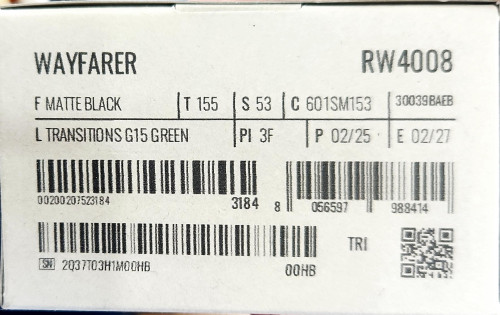 WAYFARER RW4008
F MATTE BLACK T 155 S 53 C 601SM153 30039BAEB
L TRANSITIONS G15 GREEN PI 3F P 02/25 E 02/27
00200207523184 3184 8 056597 988414
TRI
SN 2Q37T03H1M00HB 00HB